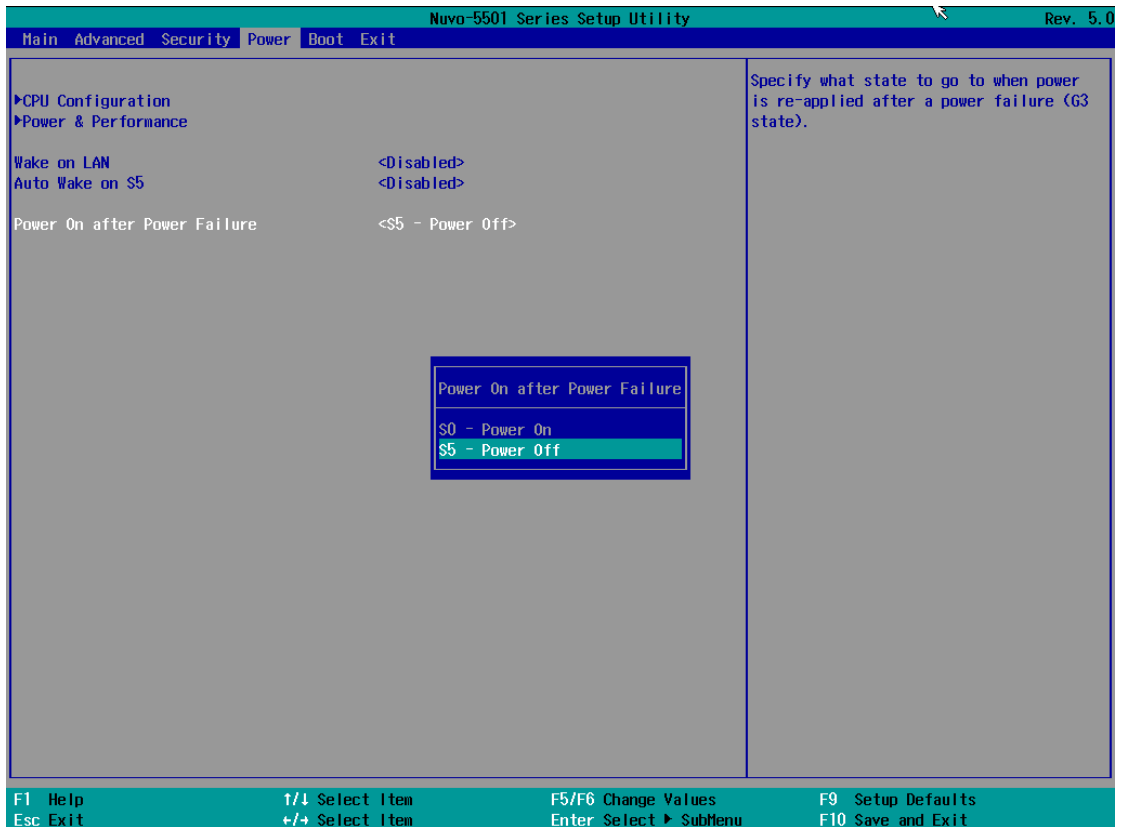 Nuvo-5501 Series Setup Utility Rev. 5.0
Main Advanced Security Power Boot Exit
▶CPU Configuration
▶Power & Performance
Wake on LAN <Disabled>
Auto Wake on S5 <Disabled>
Power On after Power Failure <S5 - Power Off>
Specify what state to go to when power
is re-applied after a power failure (G3
state).
Power On after Power Failure
S0 - Power On
S5 - Power Off
F1 Help ↑/↓ Select Item F5/F6 Change Values F9 Setup Defaults
Esc Exit ←/→ Select Item Enter Select ▶ SubMenu F10 Save and Exit